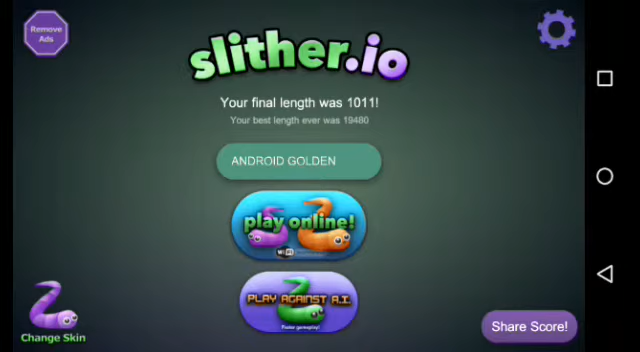 Remove
Ads
slither.io
Your final length was 1011!
Your best length ever was 19480
ANDROID GOLDEN
play online!
WiFi
PLAY AGAINST A.I.
Faster gameplay!
Change Skin
Share Score!